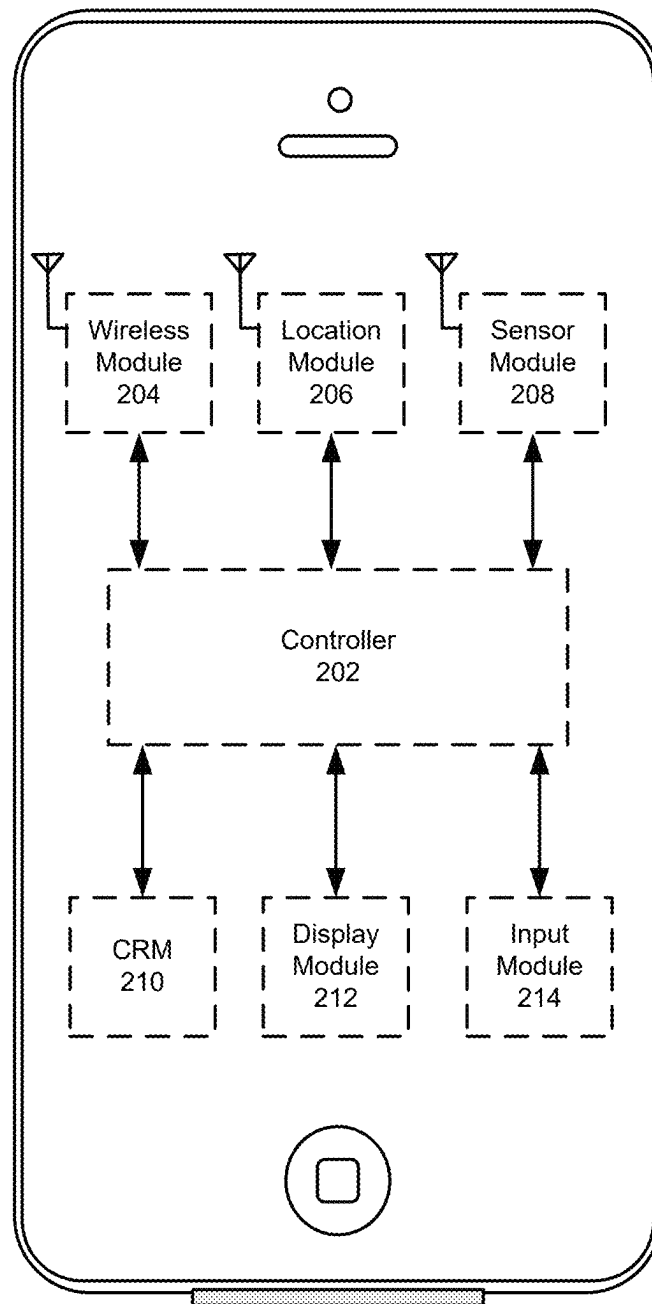 Wireless
Module
204
Location
Module
206
Sensor
Module
208
Controller
202
CRM
210
Display
Module
212
Input
Module
214